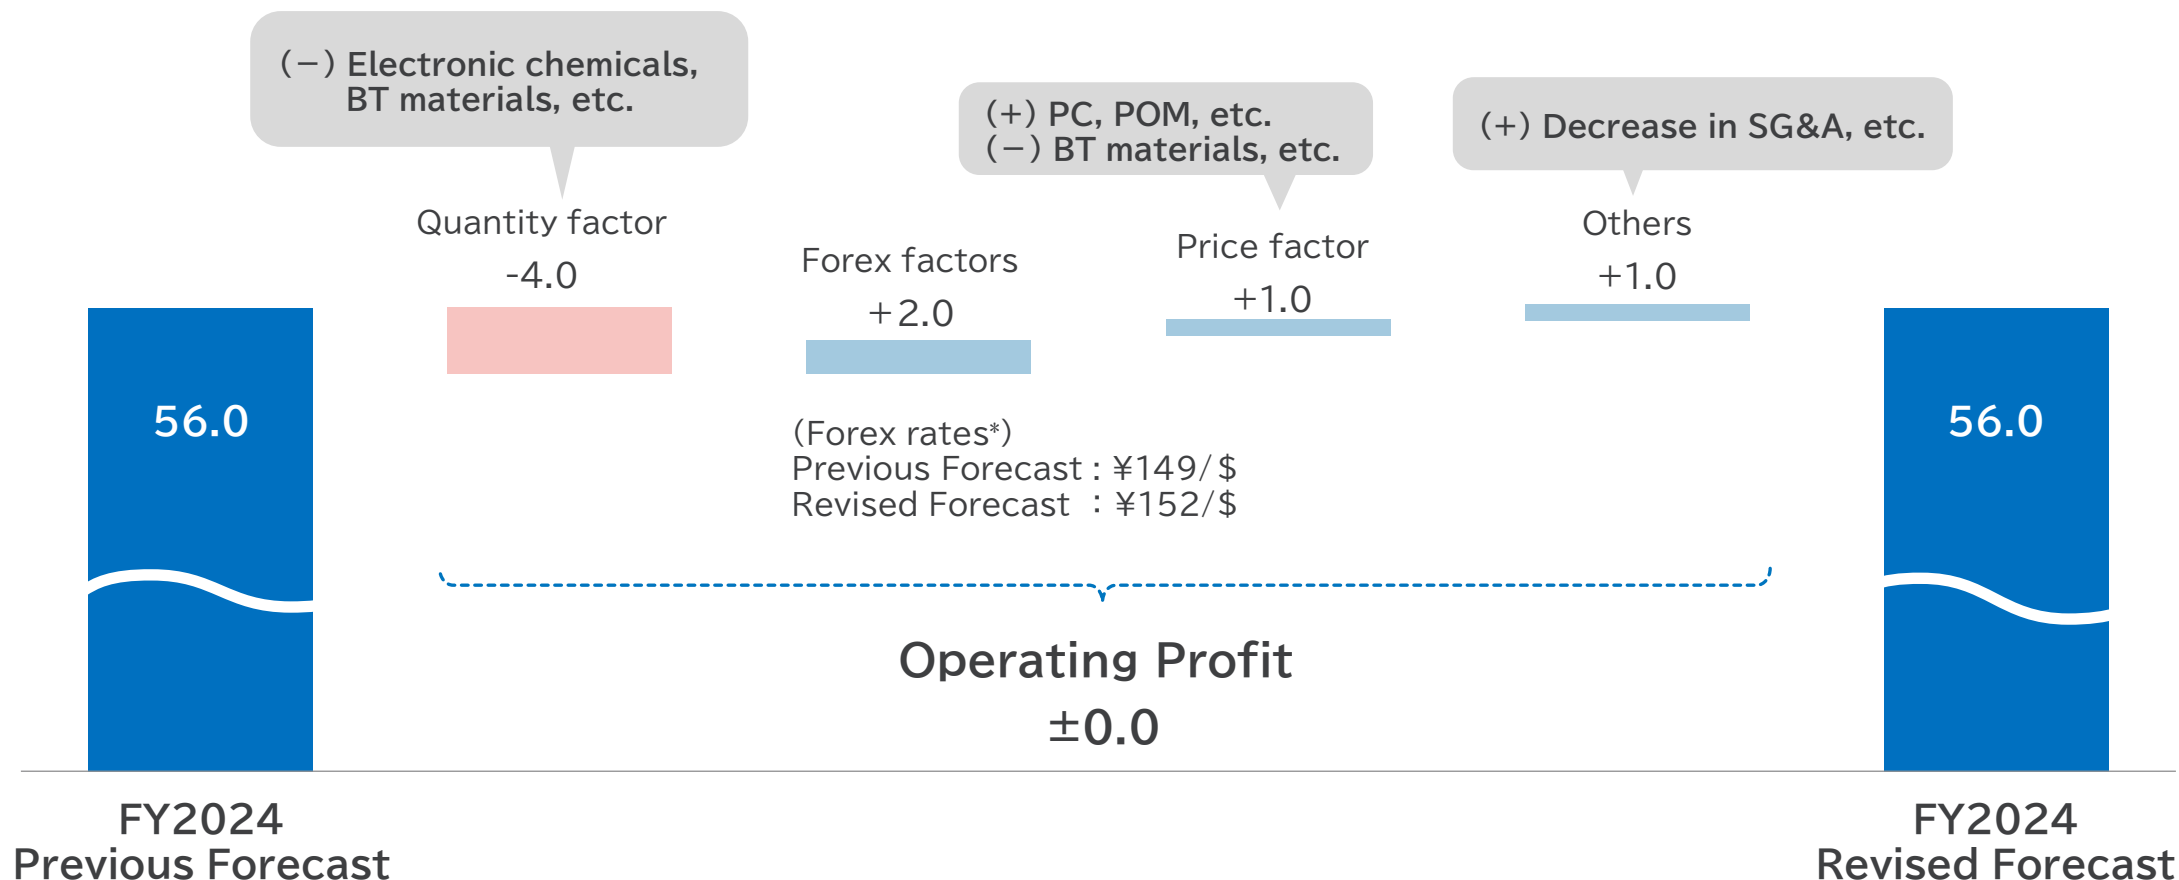 (－) Electronic chemicals,
BT materials, etc.
(+) PC, POM, etc.
(－) BT materials, etc.
(+) Decrease in SG&A, etc.
Quantity factor
-4.0
Forex factors
+2.0
Price factor
+1.0
Others
+1.0
56.0
56.0
(Forex rates*)
Previous Forecast : ¥149/$
Revised Forecast : ¥152/$
Operating Profit
±0.0
FY2024
Previous Forecast
FY2024
Revised Forecast